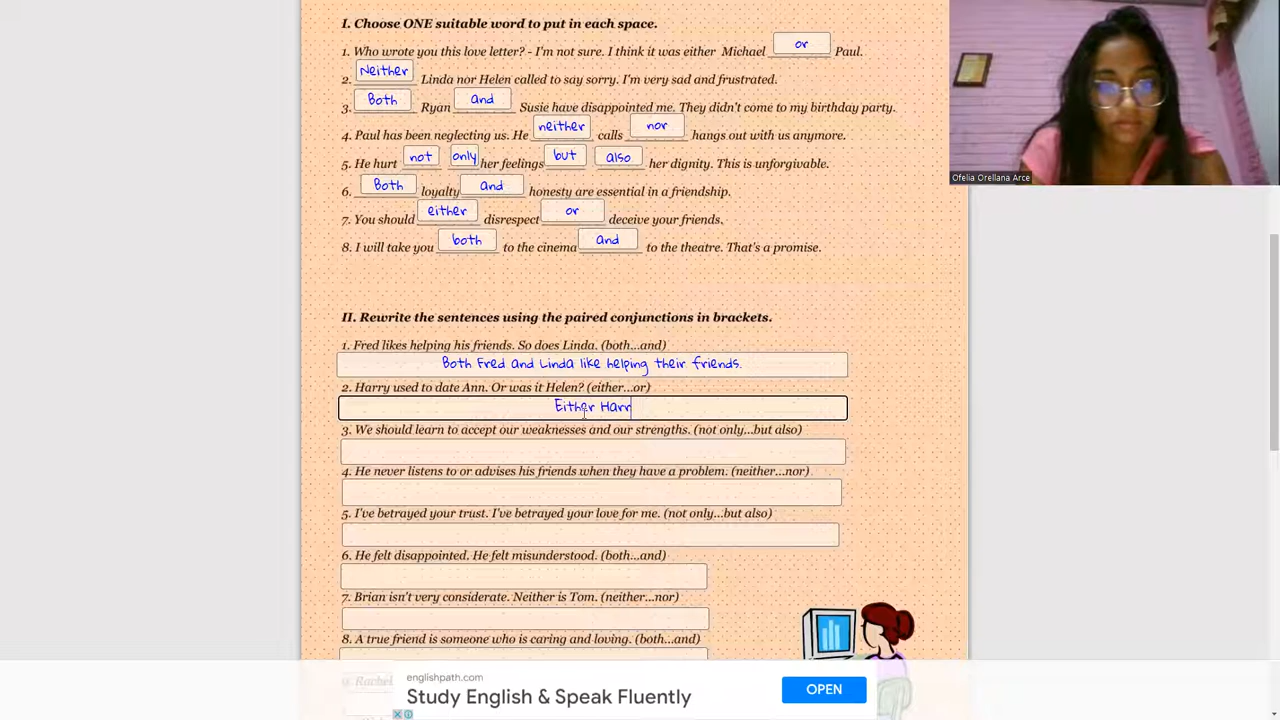 I. Choose ONE suitable word to put in each space.
1. Who wrote you this love letter? - I'm not sure. I think it was either Michael or Paul.
2. Neither Linda nor Helen called to say sorry. I'm very sad and frustrated.
3. Both Ryan and Susie have disappointed me. They didn't come to my birthday party.
4. Paul has been neglecting us. He neither calls nor hangs out with us anymore.
5. He hurt not only her feelings but also her dignity. This is unforgivable.
6. Both loyalty and honesty are essential in a friendship.
7. You should either disrespect or deceive your friends.
8. I will take you both to the cinema and to the theatre. That's a promise.
Ofelia Orellana Arce
II. Rewrite the sentences using the paired conjunctions in brackets.
1. Fred likes helping his friends. So does Linda. (both...and)
Both Fred and Linda like helping their friends.
2. Harry used to date Ann. Or was it Helen? (either...or)
Either Harr
3. We should learn to accept our weaknesses and our strengths. (not only...but also)
4. He never listens to or advises his friends when they have a problem. (neither...nor)
5. I've betrayed your trust. I've betrayed your love for me. (not only...but also)
6. He felt disappointed. He felt misunderstood. (both...and)
7. Brian isn't very considerate. Neither is Tom. (neither...nor)
8. A true friend is someone who is caring and loving. (both...and)
9. Rachel
englishpath.com
Study English & Speak Fluently
OPEN